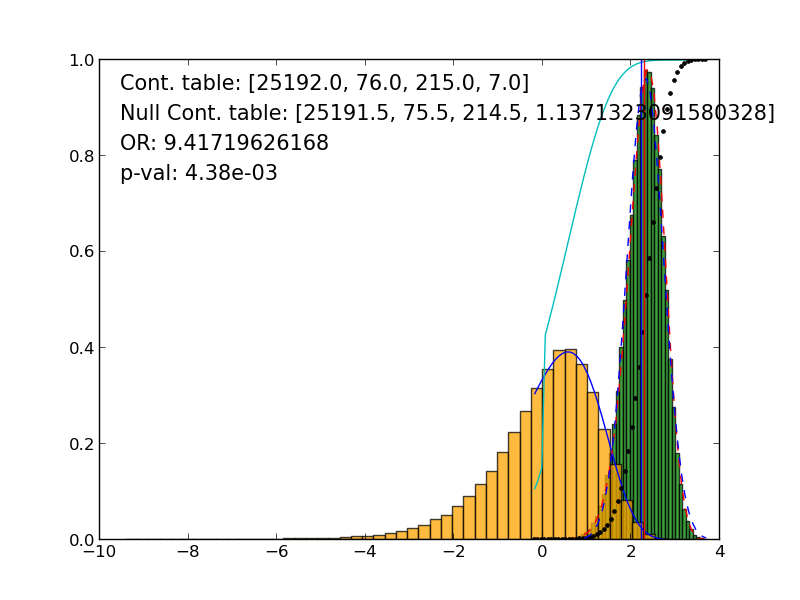 Cont. table: [25192.0, 76.0, 215.0, 7.0]
Null Cont. table: [25191.5, 75.5, 214.5, 1.1371323091580328]
OR: 9.41719626168
p-val: 4.38e-03
1.0
0.8
0.6
0.4
0.2
0.0
−10 −8 −6 −4 −2 0 2 4